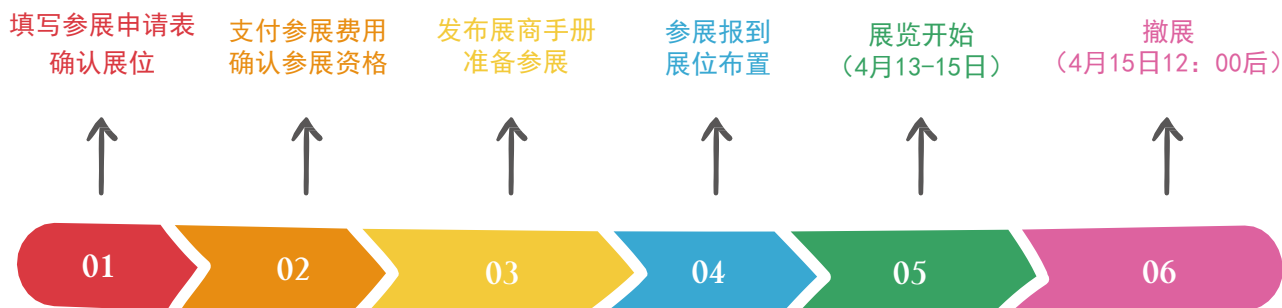 填写参展申请表
确认展位
支付参展费用
确认参展资格
发布展商手册
准备参展
参展报到
展位布置
展览开始
（4月13-15日）
撤展
（4月15日12：00后）
01
02
03
04
05
06